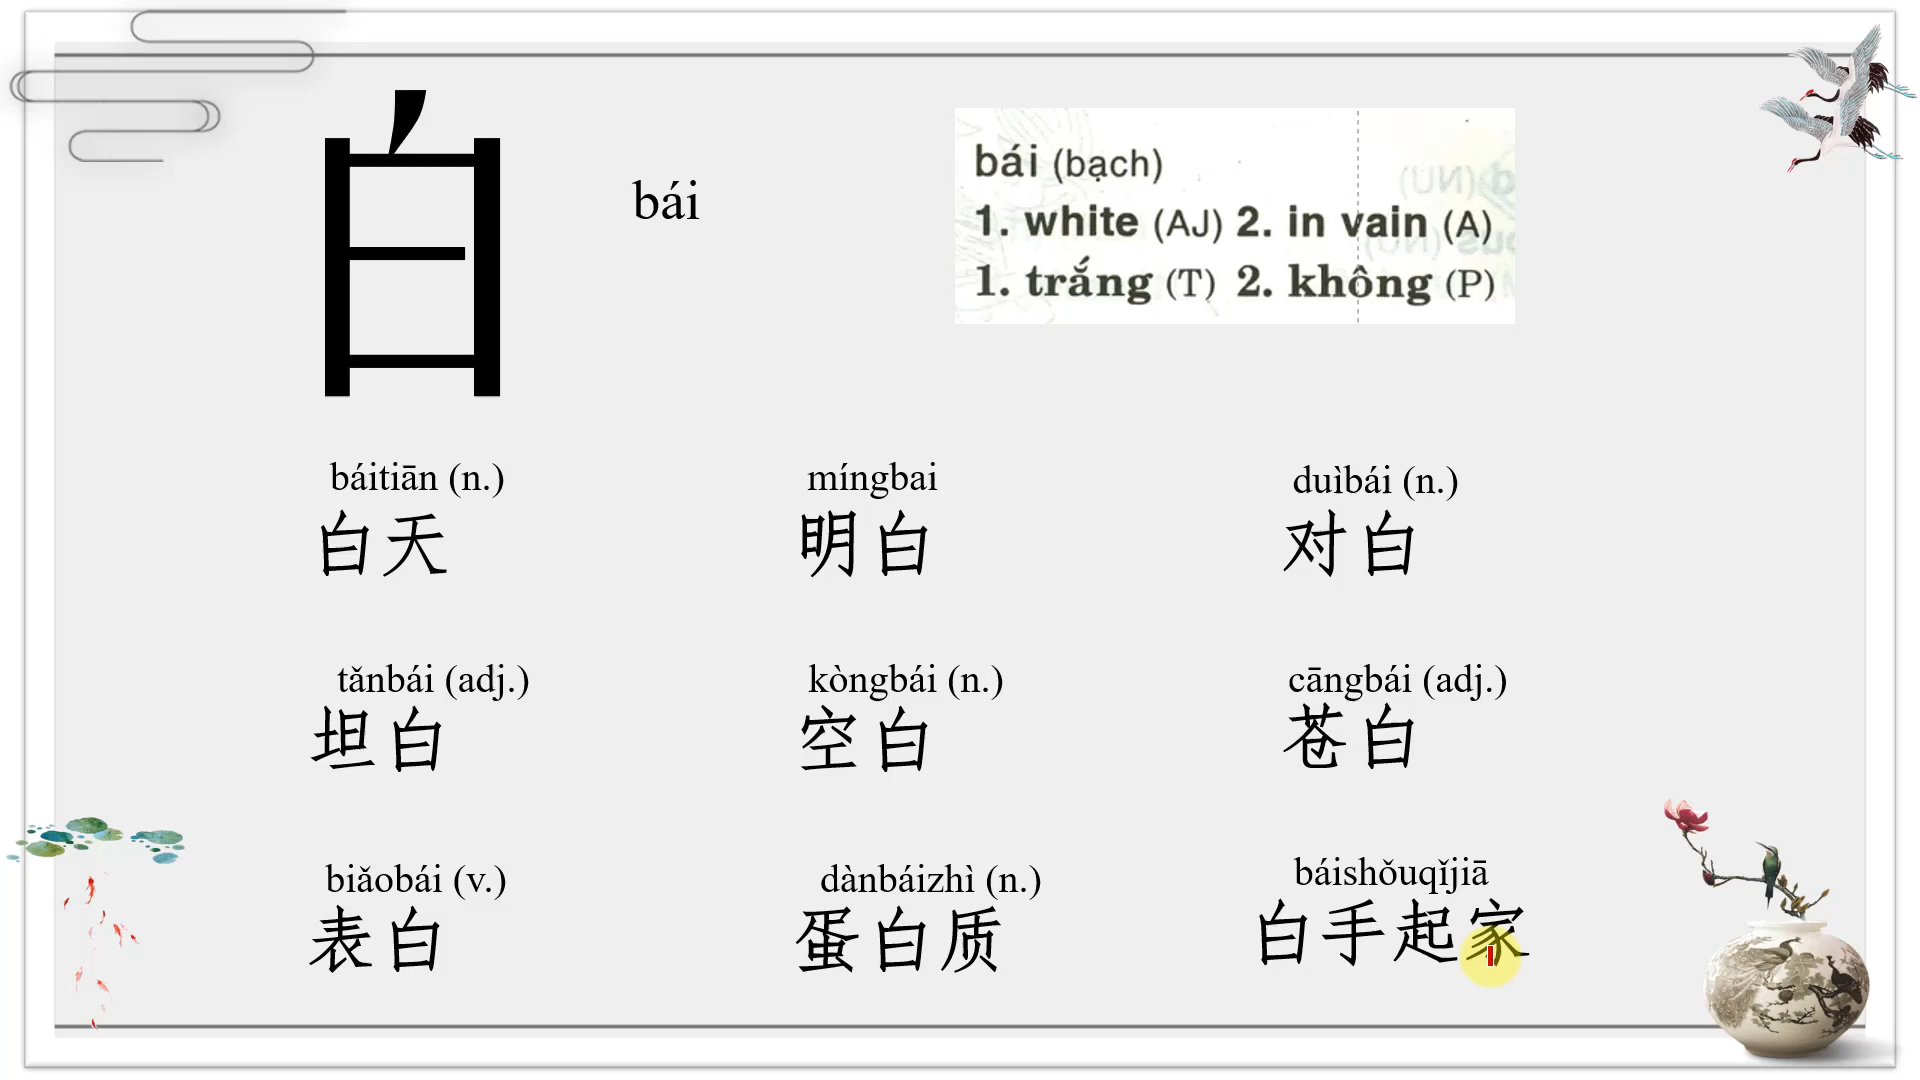 白
bái
bái (bạch)
1. white (AJ) 2. in vain (A)
1. trắng (T) 2. không (P)
báitiān (n.)
白天
míngbai
明白
duìbái (n.)
对白
tǎnbái (adj.)
坦白
kòngbái (n.)
空白
cāngbái (adj.)
苍白
biǎobái (v.)
表白
dànbáizhì (n.)
蛋白质
báishǒuqǐjiā
白手起家